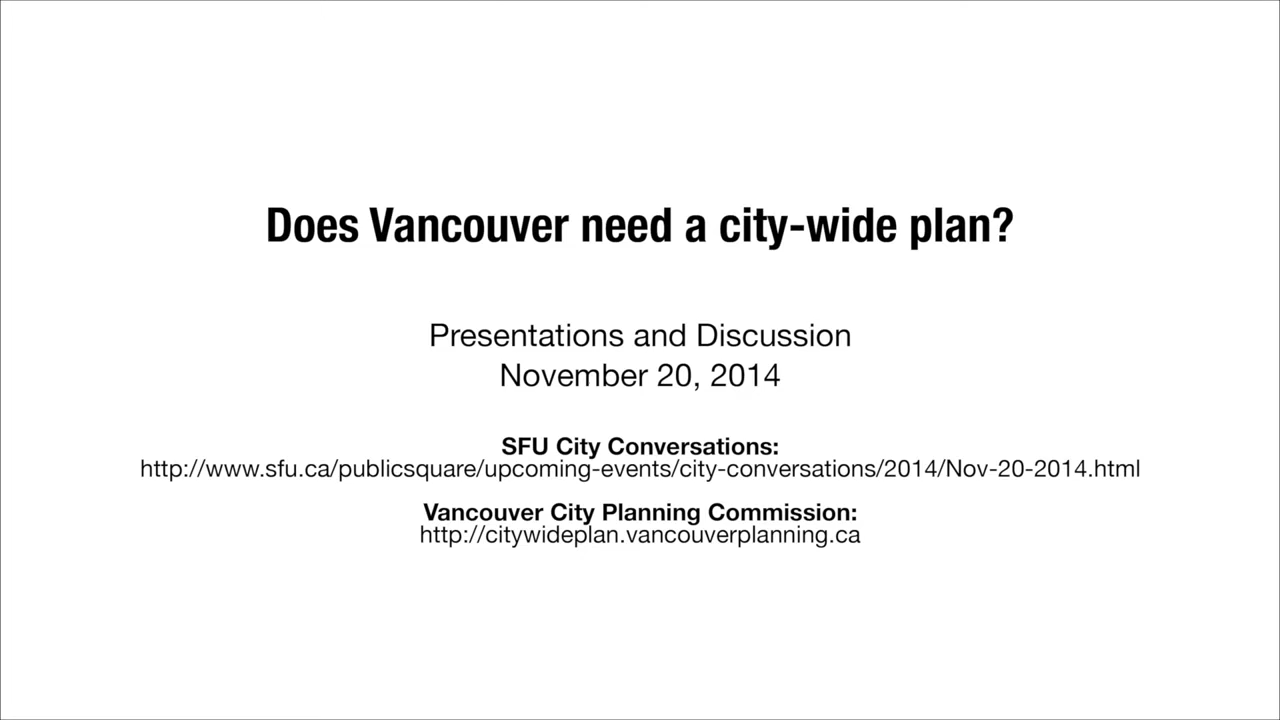 Does Vancouver need a city-wide plan?
Presentations and Discussion
November 20, 2014
SFU City Conversations:
http://www.sfu.ca/publicsquare/upcoming-events/city-conversations/2014/Nov-20-2014.html
Vancouver City Planning Commission:
http://citywideplan.vancouverplanning.ca